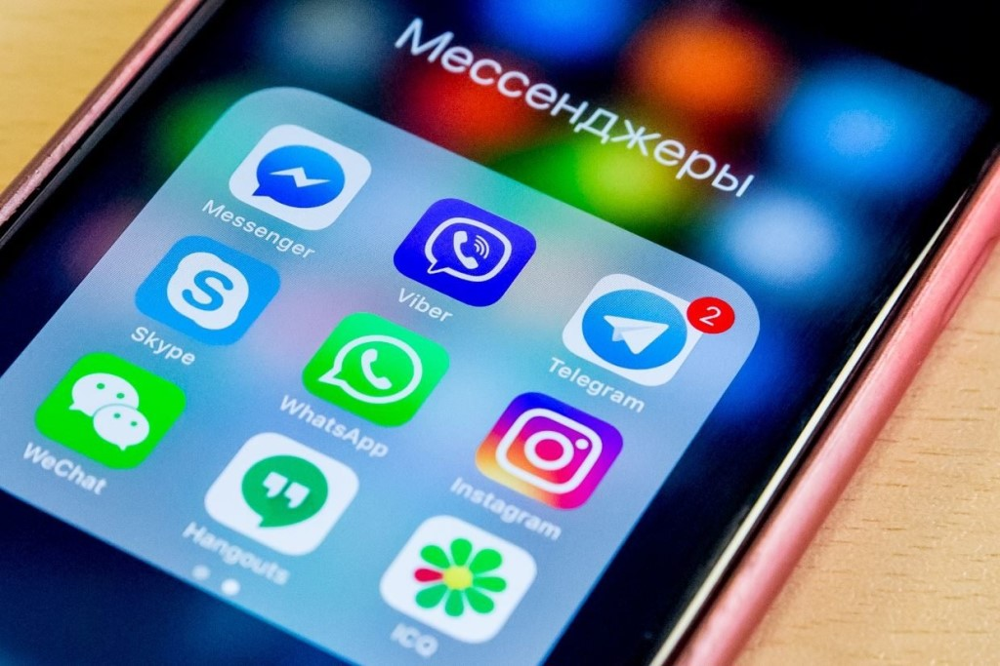 Мессенджеры
Messenger
Viber
Telegram
2
Skype
WhatsApp
Instagram
WeChat
Hangouts
ICQ